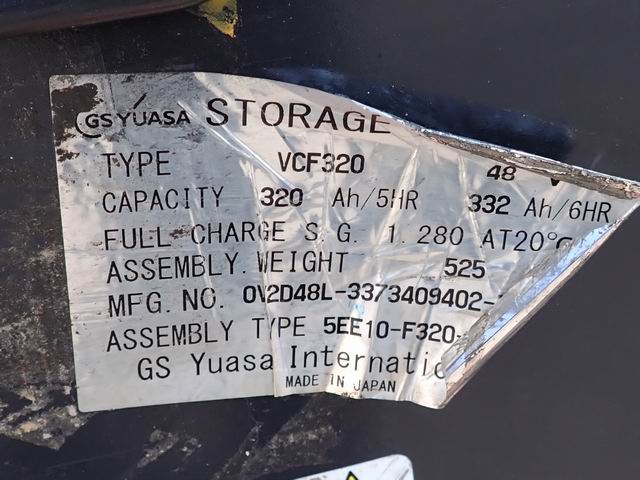 GS YUASA STORAGE
TYPE VCF320 48 V
CAPACITY 320 Ah/5HR 332 Ah/6HR
FULL CHARGE S.G. 1.280 AT20°C
ASSEMBLY.WEIGHT 525
MFG. NO. 0V2D48L-3373409402-
ASSEMBLY TYPE 5EE10-F320-
GS Yuasa Internatio
MADE IN JAPAN